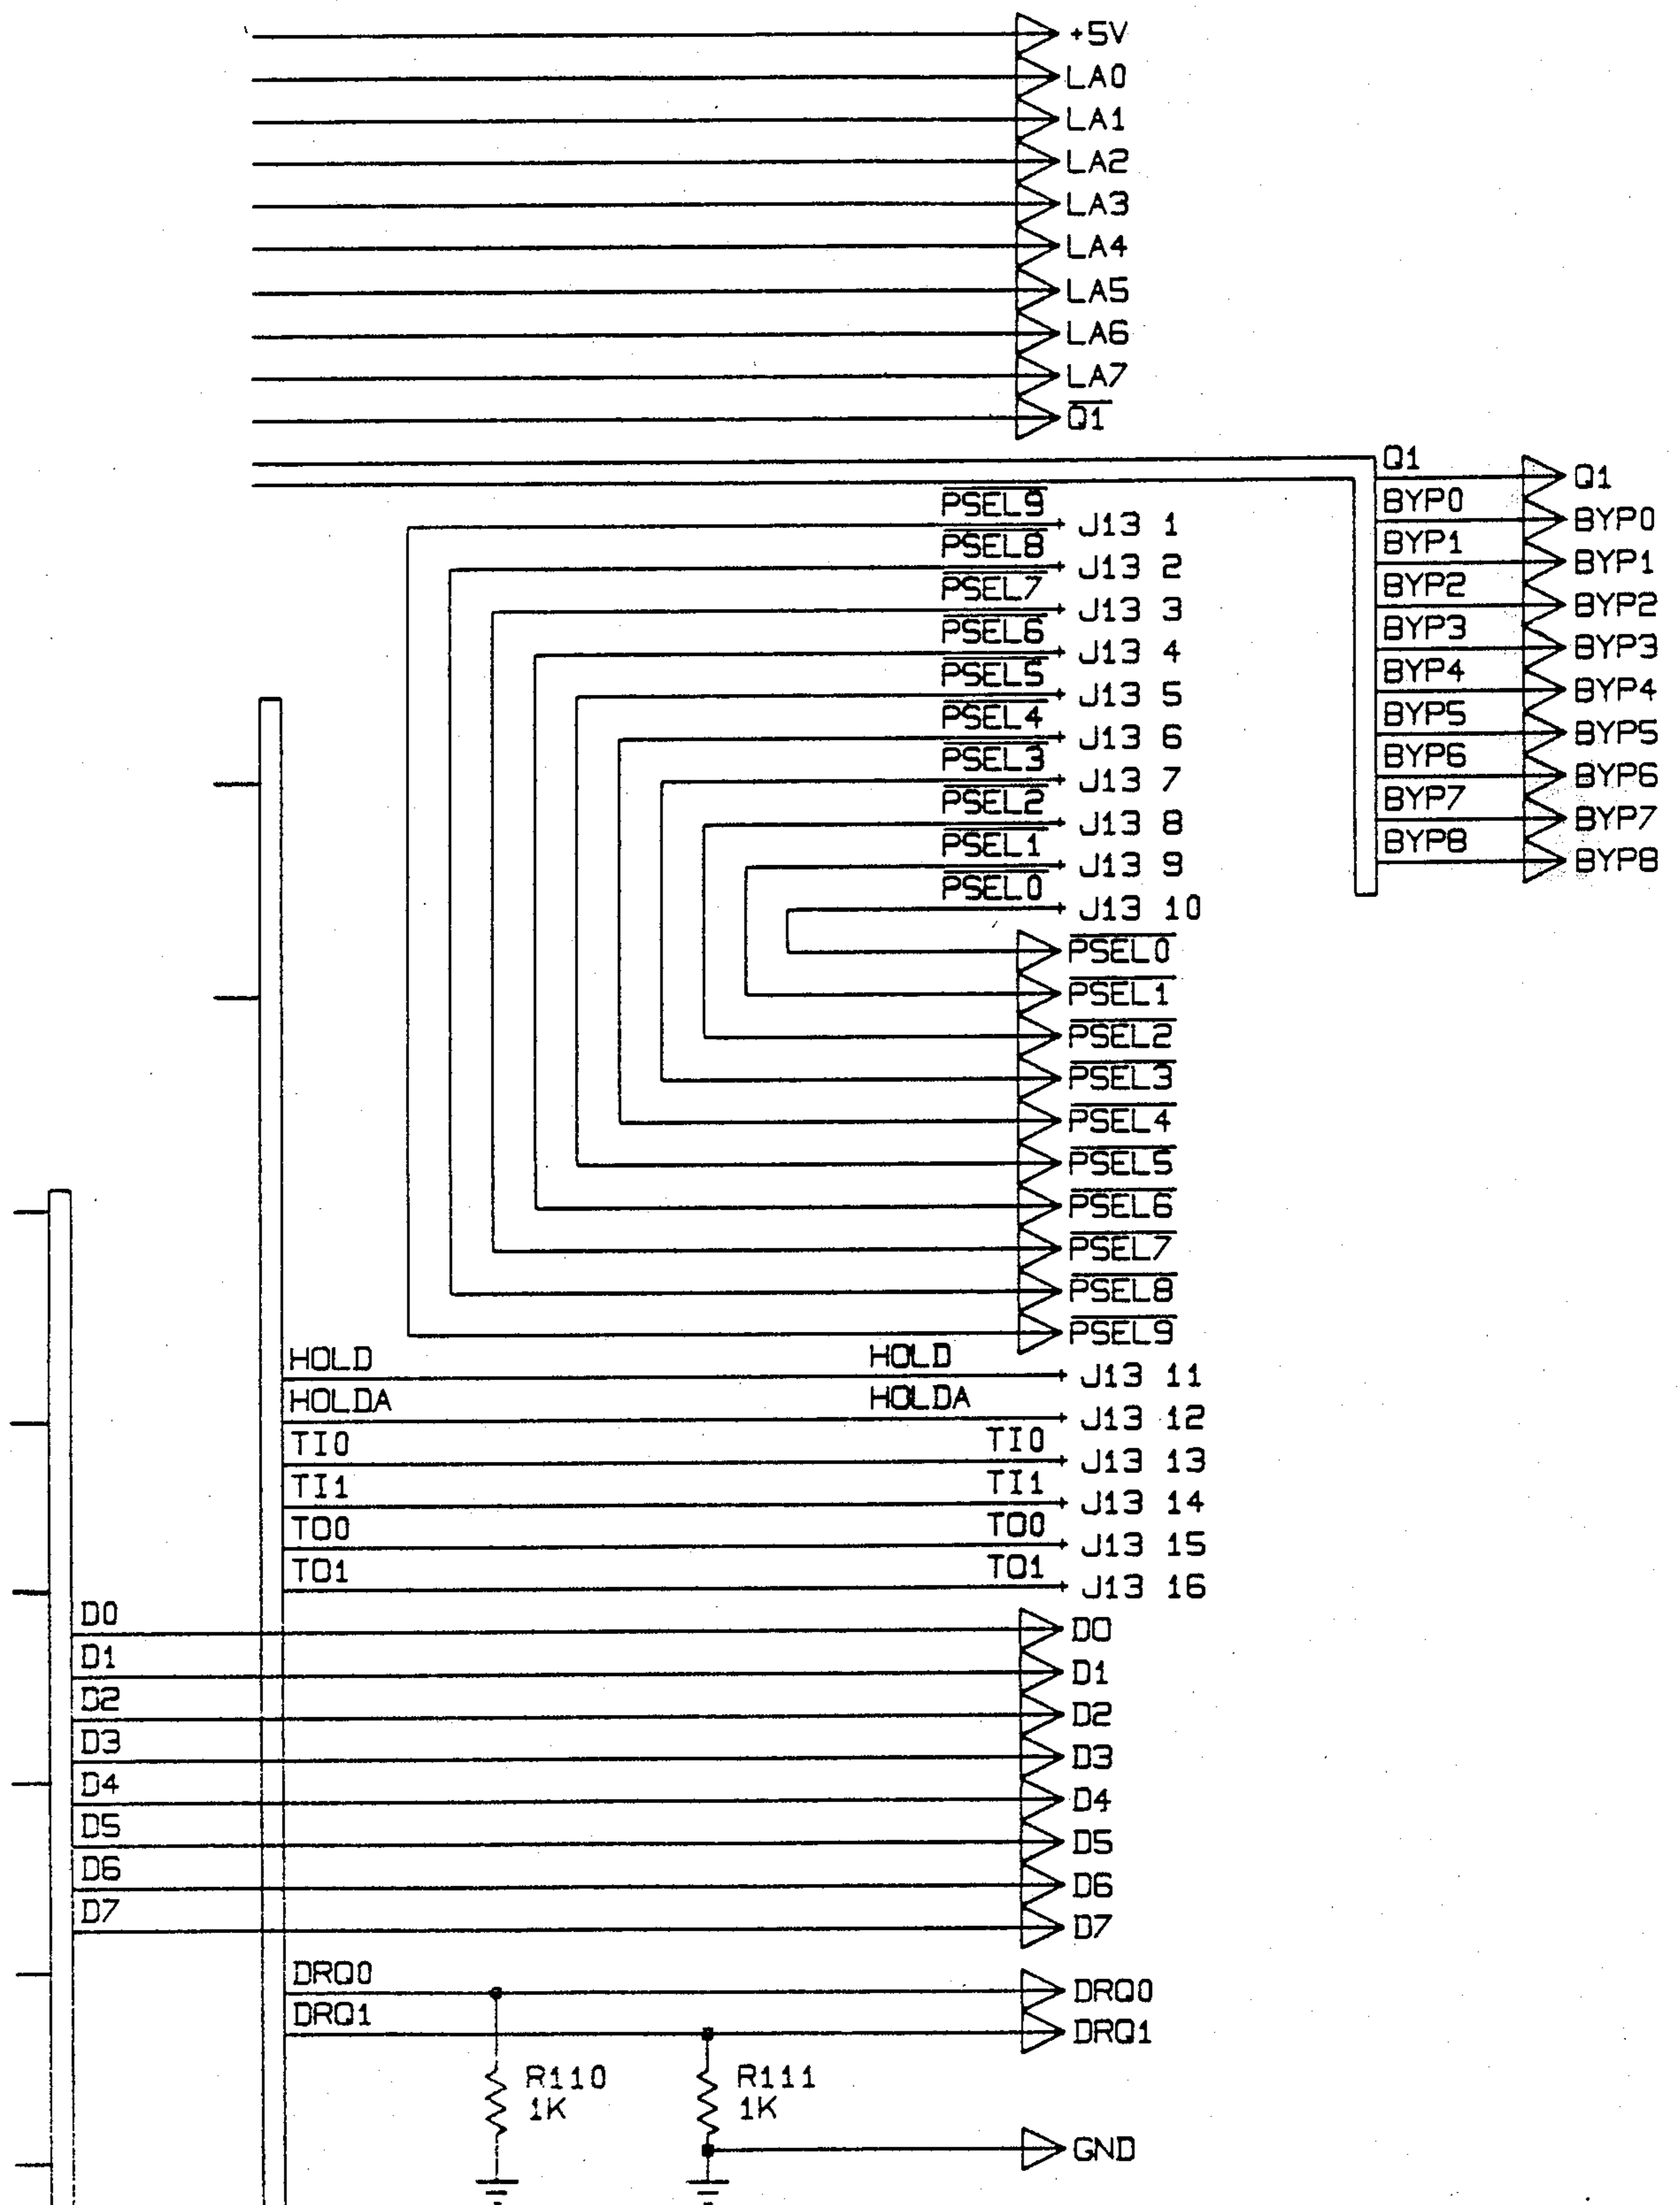 +5V
LA0
LA1
LA2
LA3
LA4
LA5
LA6
LA7
Q1
Q1 Q1
BYP0 BYP0
BYP1 BYP1
BYP2 BYP2
BYP3 BYP3
BYP4 BYP4
BYP5 BYP5
BYP6 BYP6
BYP7 BYP7
BYP8 BYP8
PSEL9 J13 1
PSEL8 J13 2
PSEL7 J13 3
PSEL6 J13 4
PSEL5 J13 5
PSEL4 J13 6
PSEL3 J13 7
PSEL2 J13 8
PSEL1 J13 9
PSEL0 J13 10
PSEL0
PSEL1
PSEL2
PSEL3
PSEL4
PSEL5
PSEL6
PSEL7
PSEL8
PSEL9
HOLD HOLD J13 11
HOLDA HOLDA J13 12
TI0 TI0 J13 13
TI1 TI1 J13 14
TO0 TO0 J13 15
TO1 TO1 J13 16
D0 D0
D1 D1
D2 D2
D3 D3
D4 D4
D5 D5
D6 D6
D7 D7
DRQ0 DRQ0
DRQ1 DRQ1
R110 R111
1K 1K
GND